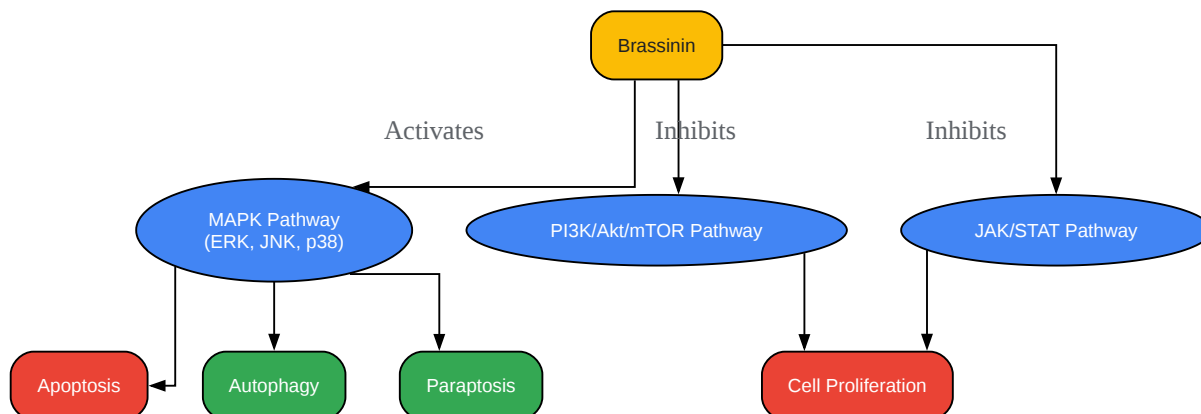 Brassinin
Activates
Inhibits
Inhibits
MAPK Pathway
(ERK, JNK, p38)
PI3K/Akt/mTOR Pathway
JAK/STAT Pathway
Apoptosis
Autophagy
Paraptosis
Cell Proliferation